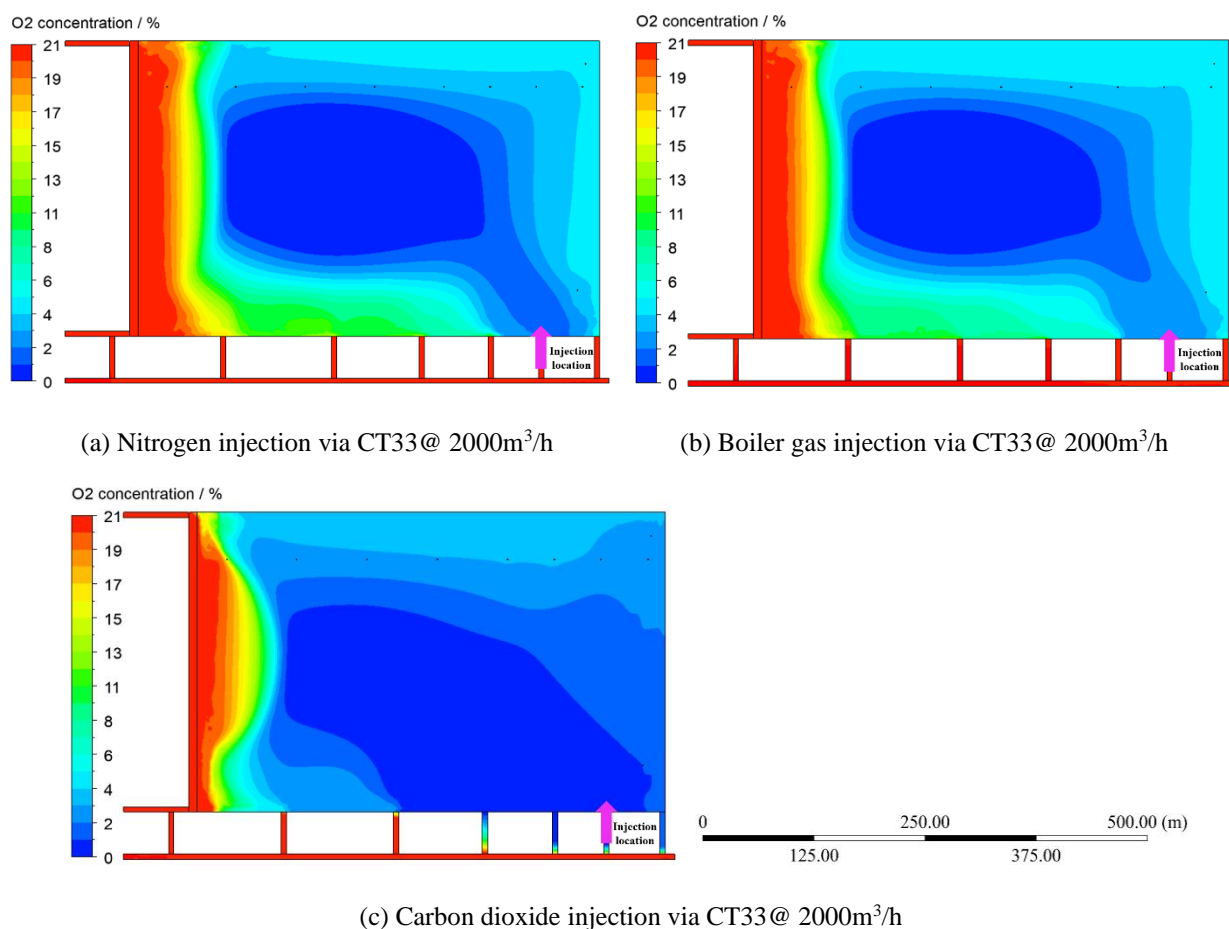 O2 concentration / %
21
19
17
15
13
11
9
8
6
4
2
0
Injection
location
(a) Nitrogen injection via CT33@ 2000m³/h
O2 concentration / %
21
19
17
15
13
11
9
8
6
4
2
0
Injection
location
(b) Boiler gas injection via CT33@ 2000m³/h
O2 concentration / %
21
19
17
15
13
11
9
8
6
4
2
0
Injection
location
0 250.00 500.00 (m)
125.00 375.00
(c) Carbon dioxide injection via CT33@ 2000m³/h